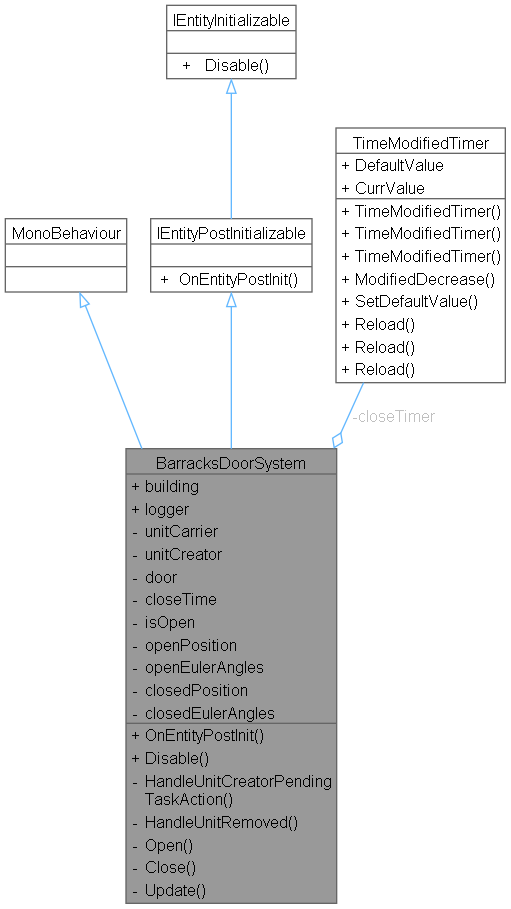 IEntityInitializable
+ Disable()
TimeModifiedTimer
+ DefaultValue
+ CurrValue
+ TimeModifiedTimer()
+ TimeModifiedTimer()
+ TimeModifiedTimer()
+ ModifiedDecrease()
+ SetDefaultValue()
+ Reload()
+ Reload()
+ Reload()
MonoBehaviour
IEntityPostInitializable
+ OnEntityPostInit()
-closeTimer
BarracksDoorSystem
+ building
+ logger
- unitCarrier
- unitCreator
- door
- closeTime
- isOpen
- openPosition
- openEulerAngles
- closedPosition
- closedEulerAngles
+ OnEntityPostInit()
+ Disable()
- HandleUnitCreatorPending
TaskAction()
- HandleUnitRemoved()
- Open()
- Close()
- Update()